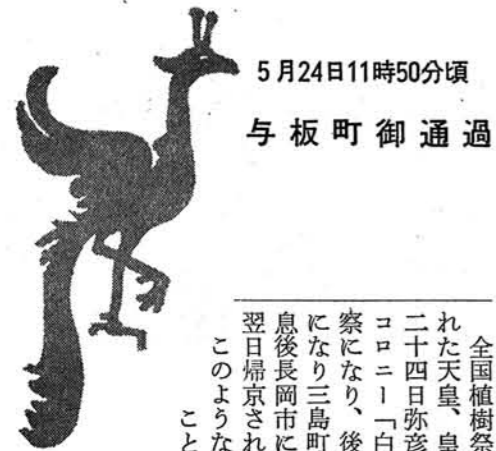 5月24日11時50分頃
与板町御通過
全国植樹祭
れた天皇、皇
二十四日弥彦
コロニー「白
察になり、後
になり三島町
息後長岡市に
翌日帰京され
このような
こと